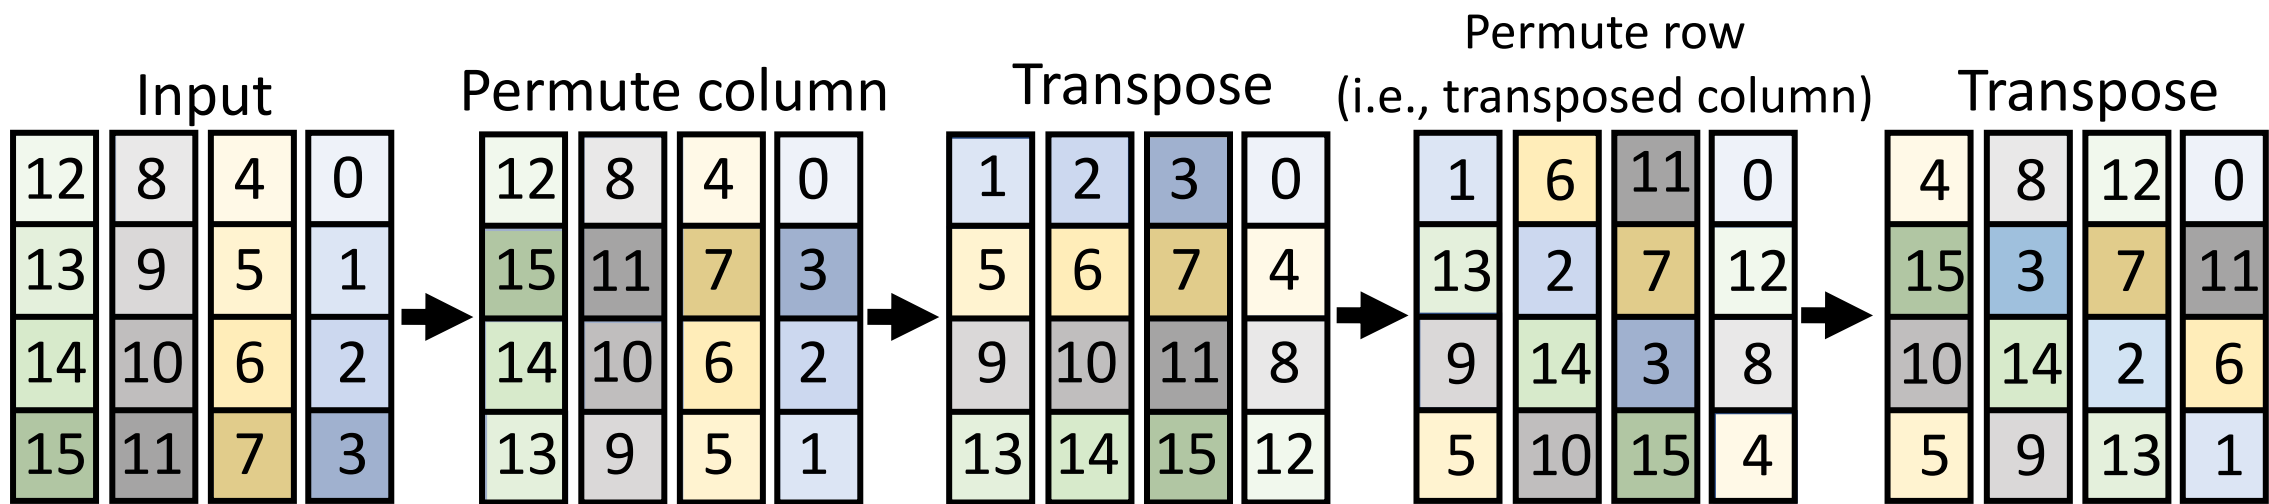 Input
12 8 4 0
13 9 5 1
14 10 6 2
15 11 7 3
Permute column
12 8 4 0
15 11 7 3
14 10 6 2
13 9 5 1
Transpose
1 2 3 0
5 6 7 4
9 10 11 8
13 14 15 12
Permute row
(i.e., transposed column)
1 6 11 0
13 2 7 12
9 14 3 8
5 10 15 4
Transpose
4 8 12 0
15 3 7 11
10 14 2 6
5 9 13 1